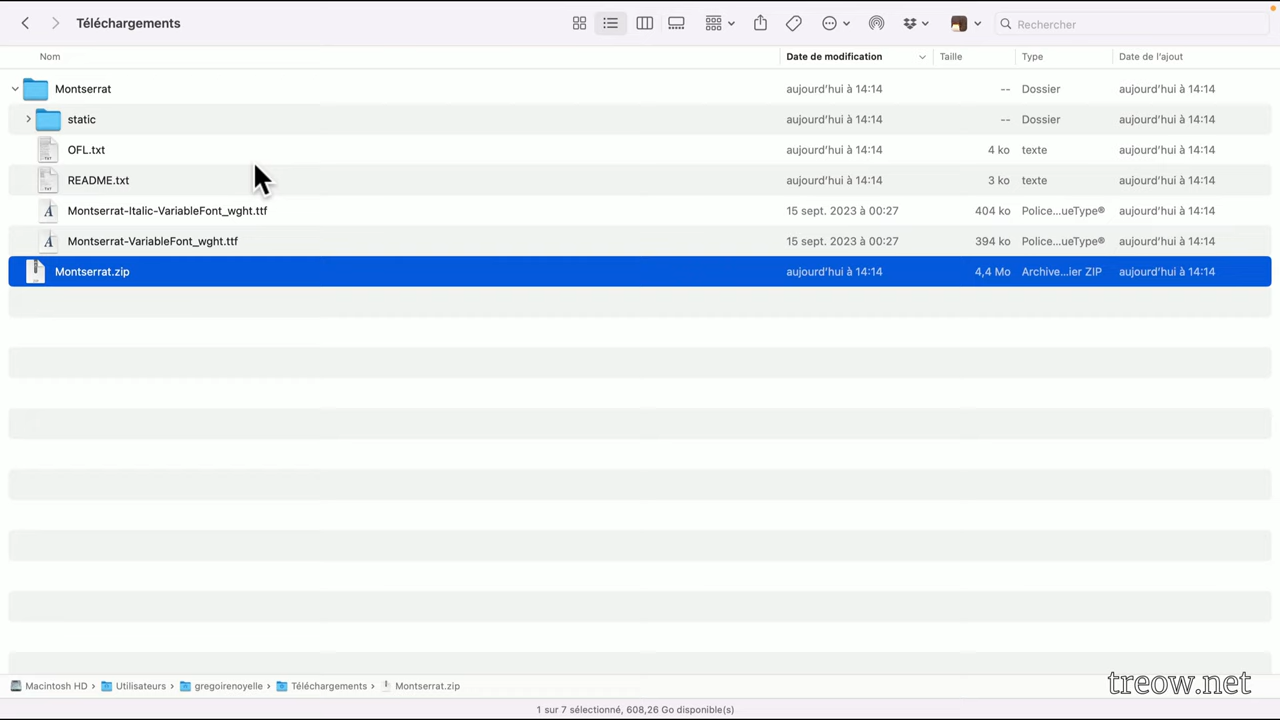 Téléchargements
Rechercher
Nom Date de modification Taille Type Date de l'ajout
Montserrat aujourd'hui à 14:14 -- Dossier aujourd'hui à 14:14
static aujourd'hui à 14:14 -- Dossier aujourd'hui à 14:14
OFL.txt aujourd'hui à 14:14 4 ko texte aujourd'hui à 14:14
README.txt aujourd'hui à 14:14 3 ko texte aujourd'hui à 14:14
Montserrat-Italic-VariableFont_wght.ttf 15 sept. 2023 à 00:27 404 ko Police...ueType® aujourd'hui à 14:14
Montserrat-VariableFont_wght.ttf 15 sept. 2023 à 00:27 394 ko Police...ueType® aujourd'hui à 14:14
Montserrat.zip aujourd'hui à 14:14 4,4 Mo Archive...ier ZIP aujourd'hui à 14:14
Macintosh HD › Utilisateurs › gregoirenoyelle › Téléchargements › Montserrat.zip
treow.net
1 sur 7 sélectionné, 608,26 Go disponible(s)